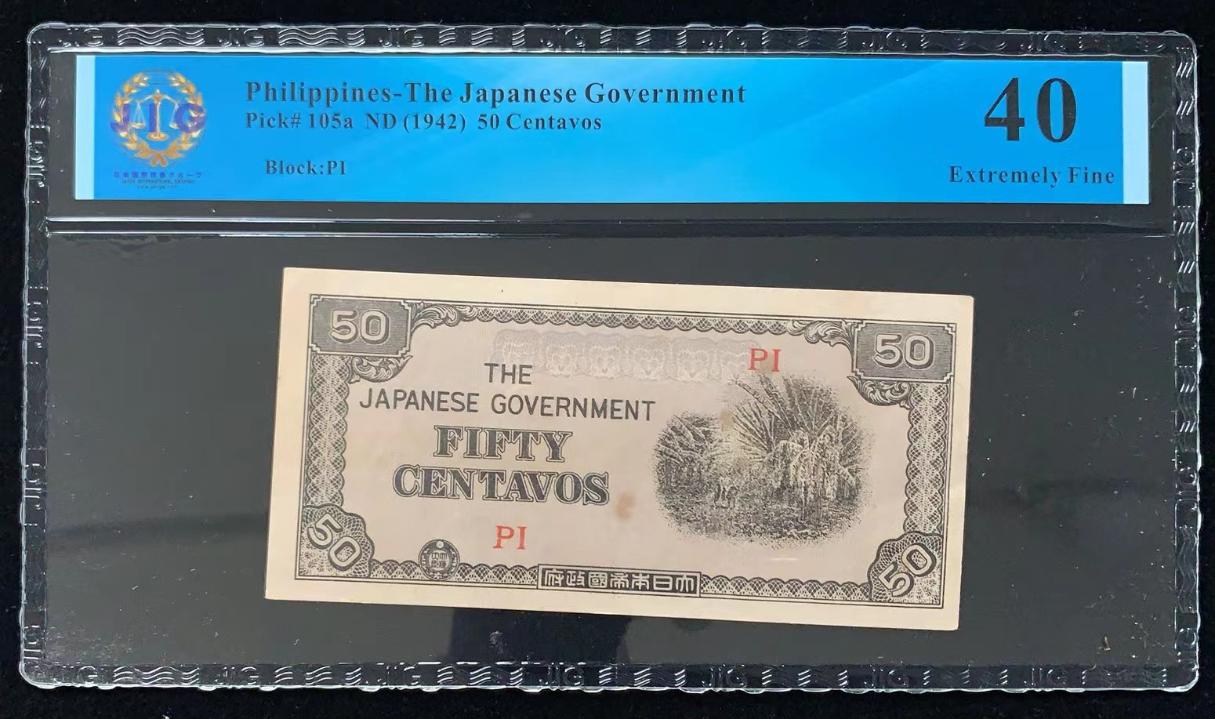 JIG
Philippines-The Japanese Government
Pick# 105a ND (1942) 50 Centavos
Block:PI
40
Extremely Fine
50
50
PI
THE
JAPANESE GOVERNMENT
FIFTY
CENTAVOS
PI
50
50
府政國帝本日大